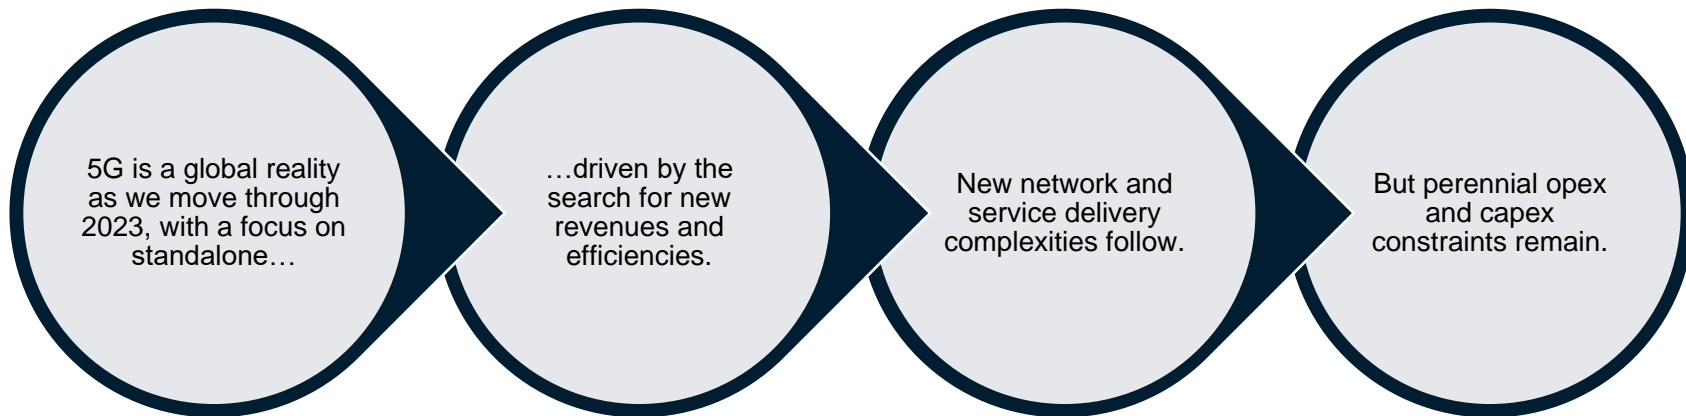 5G is a global reality
as we move through
2023, with a focus on
standalone…
…driven by the
search for new
revenues and
efficiencies.
New network and
service delivery
complexities follow.
But perennial opex
and capex
constraints remain.